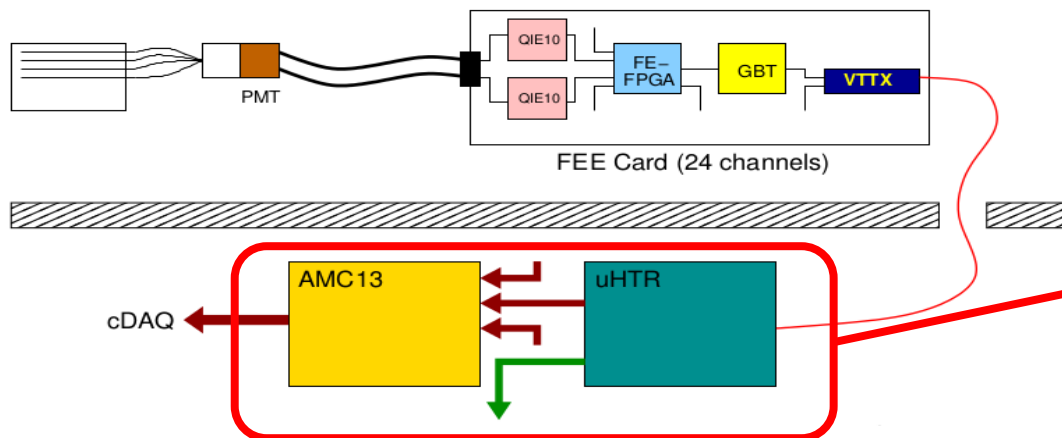 QIE10
FE-
FPGA
GBT
VTTX
PMT
QIE10
FEE Card (24 channels)
AMC13
uHTR
cDAQ